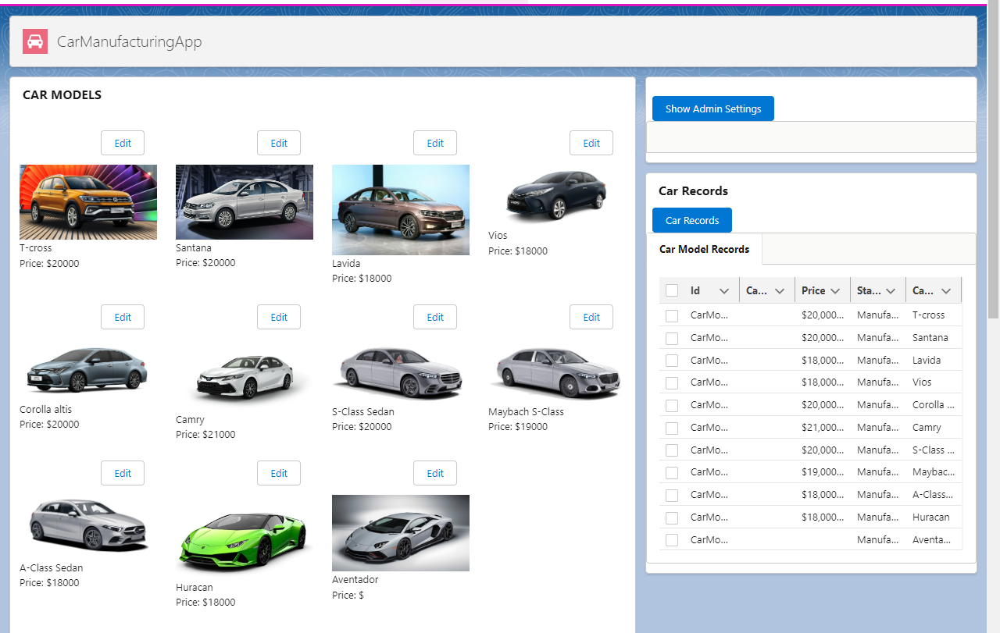 CarManufacturingApp
CAR MODELS
Edit Edit Edit Edit
T-cross
Price: $20000
Santana
Price: $20000
Lavida
Price: $18000
Vios
Price: $18000
Edit Edit Edit Edit
Corolla altis
Price: $20000
Camry
Price: $21000
S-Class Sedan
Price: $20000
Maybach S-Class
Price: $19000
Edit Edit Edit
A-Class Sedan
Price: $18000
Huracan
Price: $18000
Aventador
Price: $
Show Admin Settings
Car Records
Car Records
Car Model Records
Id Ca... Price Sta... Ca...
CarMo... $20,000... Manufa... T-cross
CarMo... $20,000... Manufa... Santana
CarMo... $18,000... Manufa... Lavida
CarMo... $18,000... Manufa... Vios
CarMo... $20,000... Manufa... Corolla ...
CarMo... $21,000... Manufa... Camry
CarMo... $20,000... Manufa... S-Class ...
CarMo... $19,000... Manufa... Maybac...
CarMo... $18,000... Manufa... A-Class...
CarMo... $18,000... Manufa... Huracan
CarMo... Manufa... Aventa...